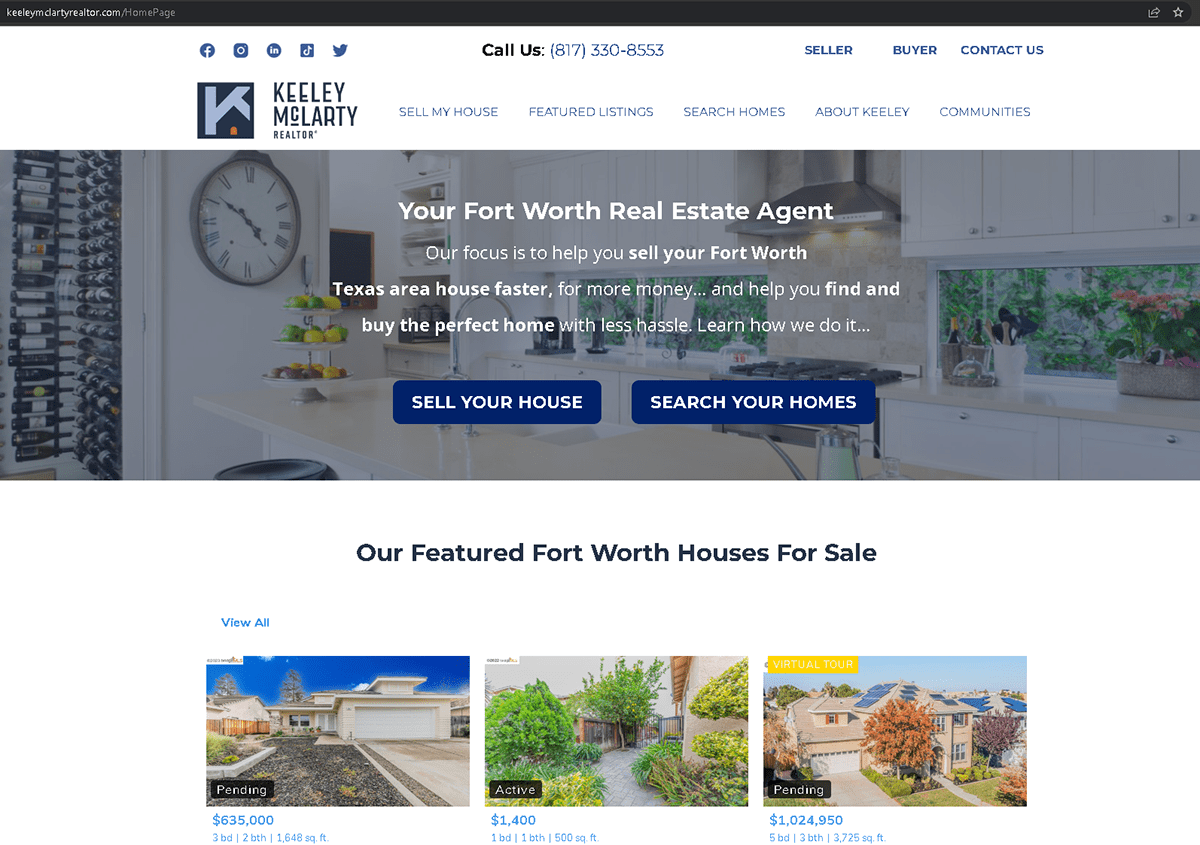 keeleymclartyrealtor.com/HomePage
Call Us: (817) 330-8553
SELLER BUYER CONTACT US
KEELEY
McLARTY
REALTOR®
SELL MY HOUSE FEATURED LISTINGS SEARCH HOMES ABOUT KEELEY COMMUNITIES
Your Fort Worth Real Estate Agent
Our focus is to help you sell your Fort Worth
Texas area house faster, for more money... and help you find and
buy the perfect home with less hassle. Learn how we do it...
SELL YOUR HOUSE SEARCH YOUR HOMES
Our Featured Fort Worth Houses For Sale
View All
VIRTUAL TOUR
Pending Active Pending
$635,000 $1,400 $1,024,950
3 bd | 2 bth | 1,648 sq. ft. 1 bd | 1 bth | 500 sq. ft. 5 bd | 3 bth | 3,725 sq. ft.